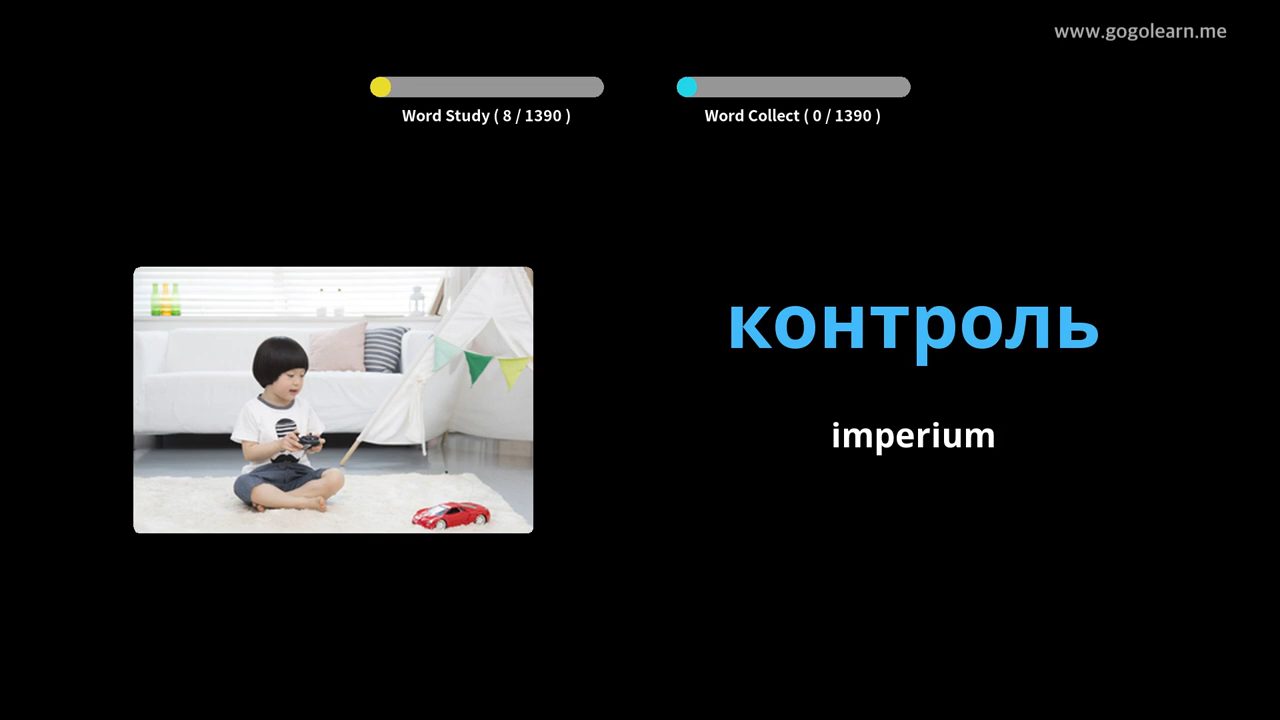 www.gogolearn.me
Word Study ( 8 / 1390 )
Word Collect ( 0 / 1390 )
контроль
imperium